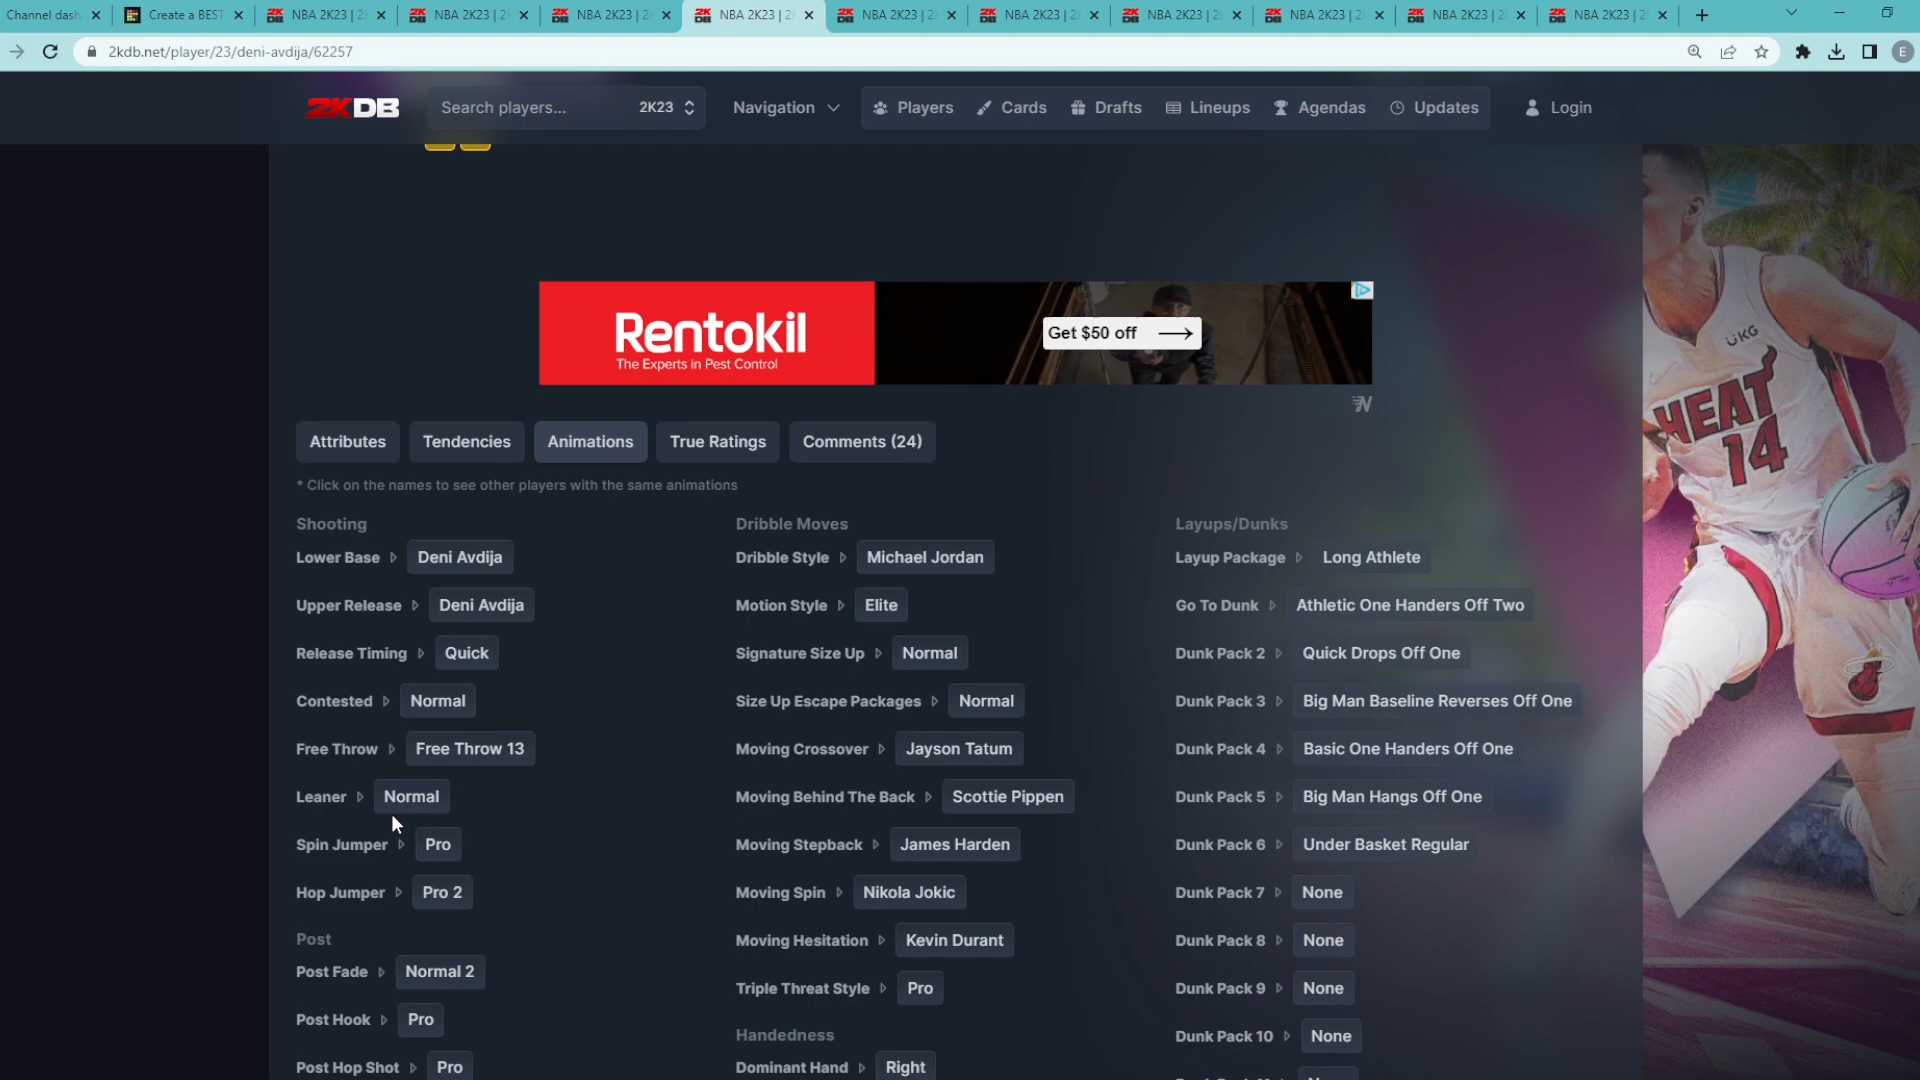 Channel dash
Create a BEST
NBA 2K23 | 2
NBA 2K23 | 2
NBA 2K23 | 2
NBA 2K23 | 2
NBA 2K23 | 2
NBA 2K23 | 2
NBA 2K23 | 2
NBA 2K23 | 2
NBA 2K23 | 2
NBA 2K23 | 2
2kdb.net/player/23/deni-avdija/62257
E
2KDB
Search players...
2K23
Navigation
Players
Cards
Drafts
Lineups
Agendas
Updates
Login
Rentokil
The Experts in Pest Control
Get $50 off
UKG
HEAT
14
Attributes
Tendencies
Animations
True Ratings
Comments (24)
* Click on the names to see other players with the same animations
Shooting
Lower Base Deni Avdija
Upper Release Deni Avdija
Release Timing Quick
Contested Normal
Free Throw Free Throw 13
Leaner Normal
Spin Jumper Pro
Hop Jumper Pro 2
Post
Post Fade Normal 2
Post Hook Pro
Post Hop Shot Pro
Dribble Moves
Dribble Style Michael Jordan
Motion Style Elite
Signature Size Up Normal
Size Up Escape Packages Normal
Moving Crossover Jayson Tatum
Moving Behind The Back Scottie Pippen
Moving Stepback James Harden
Moving Spin Nikola Jokic
Moving Hesitation Kevin Durant
Triple Threat Style Pro
Handedness
Dominant Hand Right
Layups/Dunks
Layup Package Long Athlete
Go To Dunk Athletic One Handers Off Two
Dunk Pack 2 Quick Drops Off One
Dunk Pack 3 Big Man Baseline Reverses Off One
Dunk Pack 4 Basic One Handers Off One
Dunk Pack 5 Big Man Hangs Off One
Dunk Pack 6 Under Basket Regular
Dunk Pack 7 None
Dunk Pack 8 None
Dunk Pack 9 None
Dunk Pack 10 None